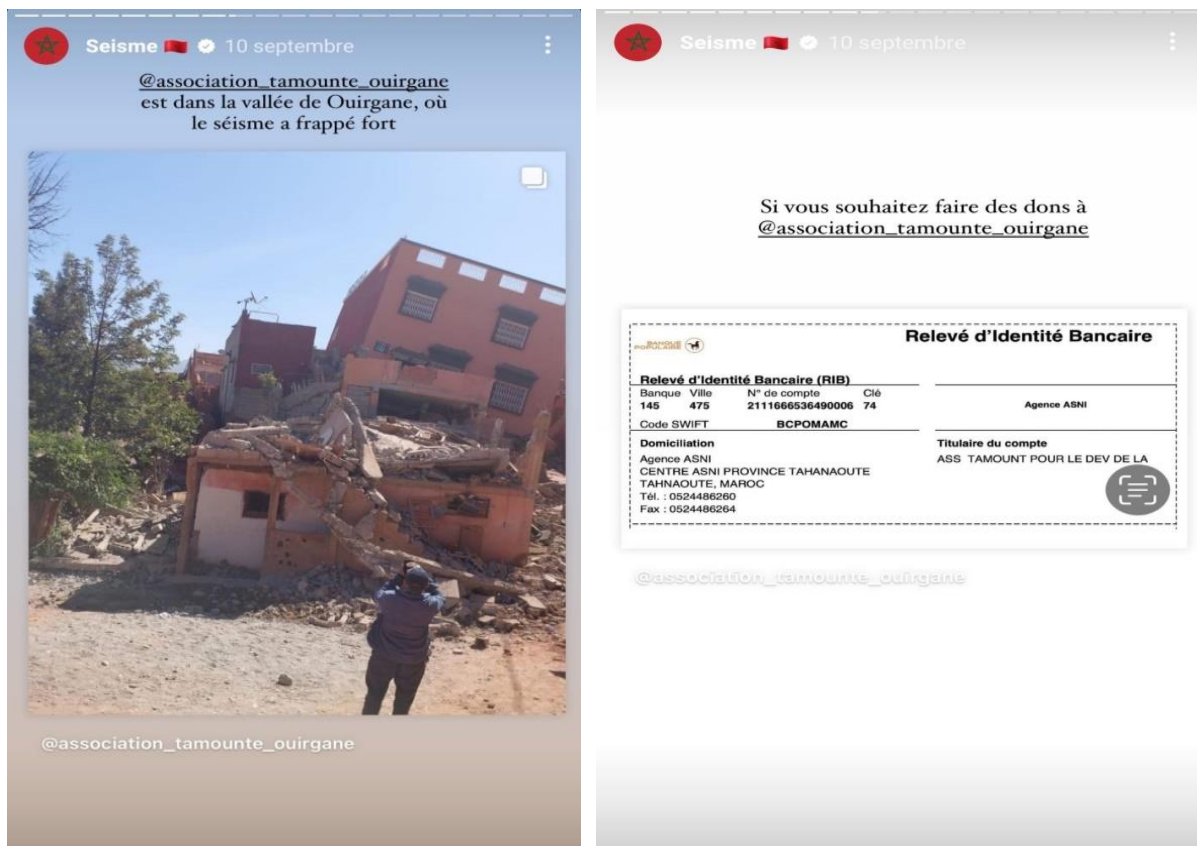 Seisme 10 septembre
@association_tamounte_ouirgane
est dans la vallée de Ouirgane, où
le séisme a frappé fort
@association_tamounte_ouirgane
Seisme 10 septembre
Si vous souhaitez faire des dons à
@association_tamounte_ouirgane
BANQUE
POPULAIRE
Relevé d'Identité Bancaire
Relevé d'Identité Bancaire (RIB)
Banque Ville N° de compte Clé
145 475 2111666536490006 74
Agence ASNI
Code SWIFT BCPOMAMC
Domiciliation
Agence ASNI
CENTRE ASNI PROVINCE TAHANAOUTE
TAHNAOUTE, MAROC
Tél. : 0524486260
Fax : 0524486264
Titulaire du compte
ASS TAMOUNT POUR LE DEV DE LA
@association_tamounte_ouirgane